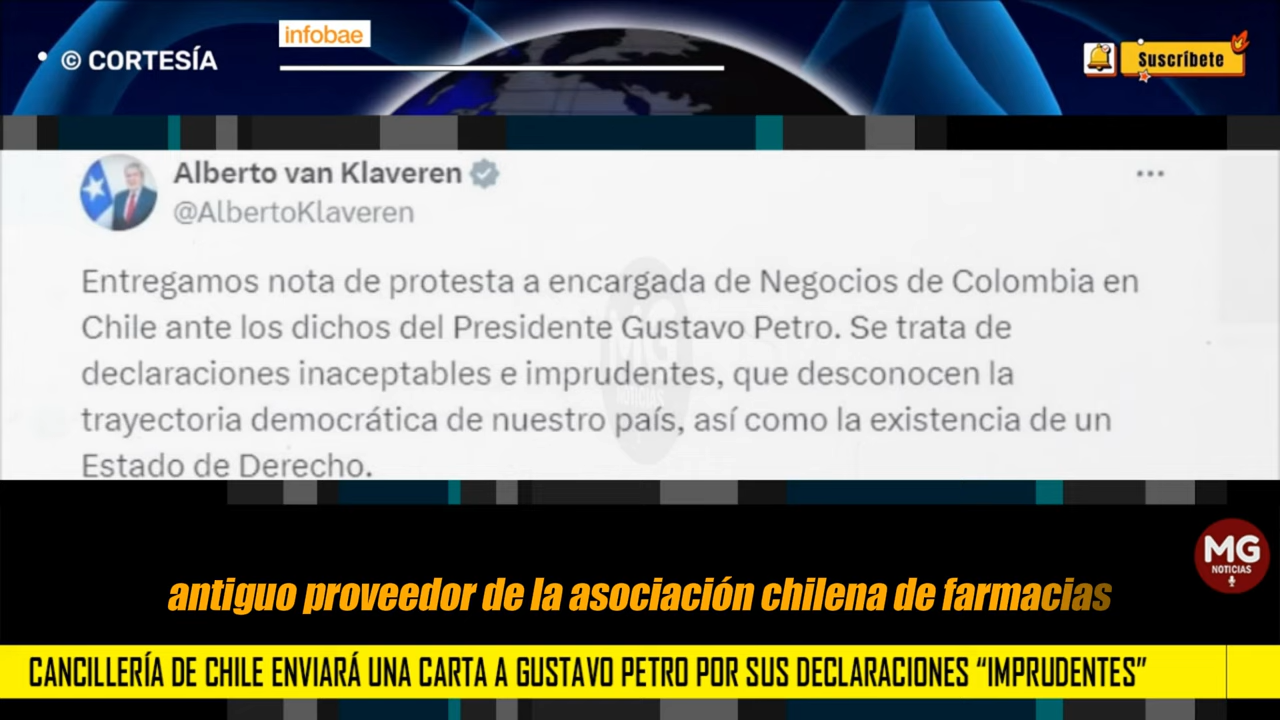 infobae
© CORTESÍA
Suscríbete
Alberto van Klaveren
@AlbertoKlaveren
Entregamos nota de protesta a encargada de Negocios de Colombia en
Chile ante los dichos del Presidente Gustavo Petro. Se trata de
declaraciones inaceptables e imprudentes, que desconocen la
trayectoria democrática de nuestro país, así como la existencia de un
Estado de Derecho.
MG
NOTICIAS
MG
NOTICIAS
antiguo proveedor de la asociación chilena de farmacias
CANCILLERÍA DE CHILE ENVIARÁ UNA CARTA A GUSTAVO PETRO POR SUS DECLARACIONES “IMPRUDENTES”